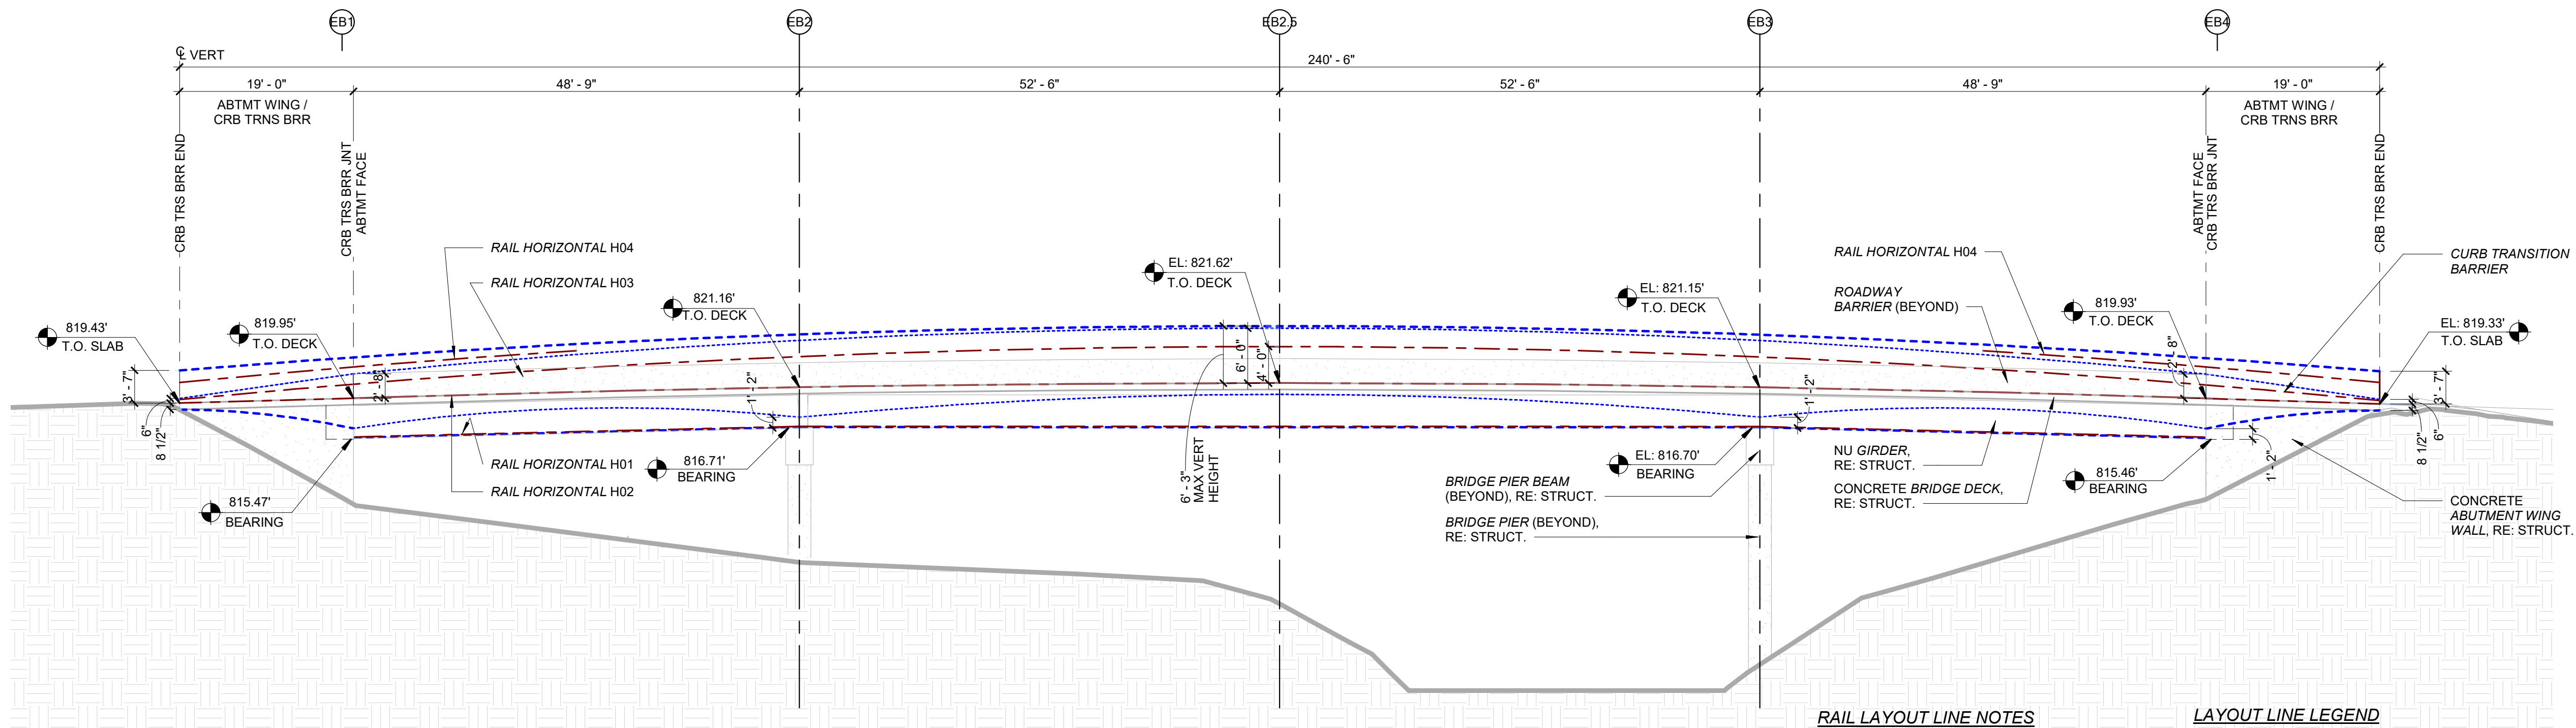 EB1
EB2
EB2.5
EB3
EB4
℄ VERT
240' - 6"
19' - 0"
48' - 9"
52' - 6"
52' - 6"
48' - 9"
19' - 0"
ABTMT WING /
CRB TRNS BRR
ABTMT WING /
CRB TRNS BRR
CRB TRS BRR END
CRB TRS BRR JNT
ABTMT FACE
ABTMT FACE
CRB TRS BRR JNT
CRB TRS BRR END
RAIL HORIZONTAL H04
RAIL HORIZONTAL H03
819.43'
T.O. SLAB
819.95'
T.O. DECK
821.16'
T.O. DECK
EL: 821.62'
T.O. DECK
EL: 821.15'
T.O. DECK
RAIL HORIZONTAL H04
ROADWAY
BARRIER (BEYOND)
819.93'
T.O. DECK
CURB TRANSITION
BARRIER
EL: 819.33'
T.O. SLAB
3' - 7"
6"
8 1/2"
2' - 8"
1' - 2"
6' - 0"
4' - 0"
6' - 3"
MAX VERT
HEIGHT
1' - 2"
2' - 8"
3' - 7"
6"
8 1/2"
1' - 2"
RAIL HORIZONTAL H01
RAIL HORIZONTAL H02
815.47'
BEARING
816.71'
BEARING
EL: 816.70'
BEARING
BRIDGE PIER BEAM
(BEYOND), RE: STRUCT.
BRIDGE PIER (BEYOND),
RE: STRUCT.
NU GIRDER,
RE: STRUCT.
CONCRETE BRIDGE DECK,
RE: STRUCT.
815.46'
BEARING
CONCRETE
ABUTMENT WING
WALL, RE: STRUCT.
RAIL LAYOUT LINE NOTES
LAYOUT LINE LEGEND